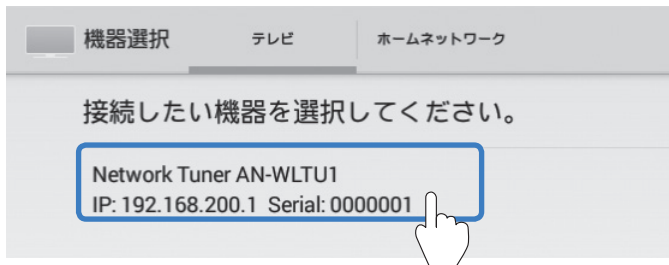 機器選択 テレビ ホームネットワーク
接続したい機器を選択してください。
Network Tuner AN-WLTU1
IP: 192.168.200.1 Serial: 0000001